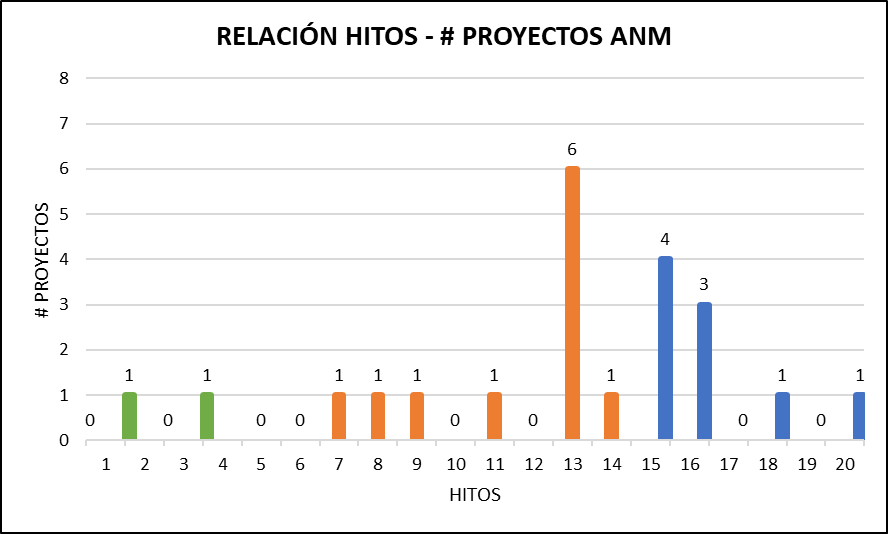 RELACIÓN HITOS - # PROYECTOS ANM
8
7
6
5
4
3
2
1
0
# PROYECTOS
0 1 0 1 0 0 1 1 1 0 1 0 6 1 4 3 0 1 0 1
1 2 3 4 5 6 7 8 9 10 11 12 13 14 15 16 17 18 19 20
HITOS